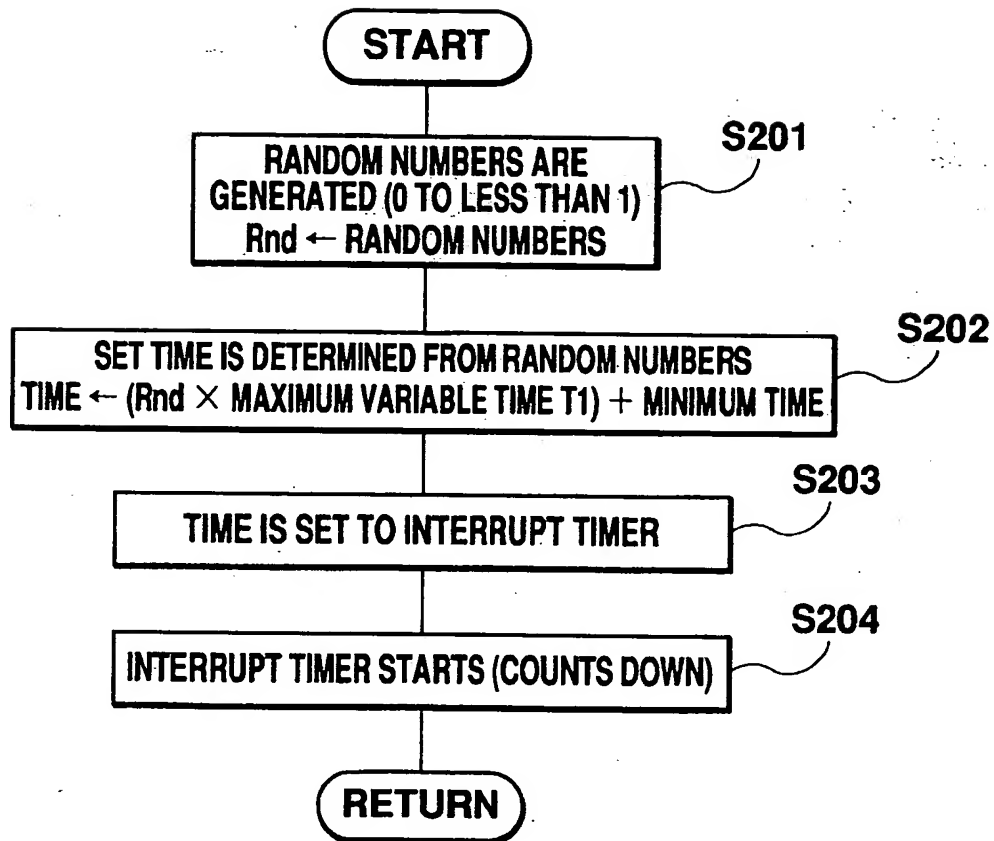 START
S201
RANDOM NUMBERS ARE
GENERATED (0 TO LESS THAN 1)
Rnd ← RANDOM NUMBERS
S202
SET TIME IS DETERMINED FROM RANDOM NUMBERS
TIME ← (Rnd × MAXIMUM VARIABLE TIME T1) + MINIMUM TIME
S203
TIME IS SET TO INTERRUPT TIMER
S204
INTERRUPT TIMER STARTS (COUNTS DOWN)
RETURN